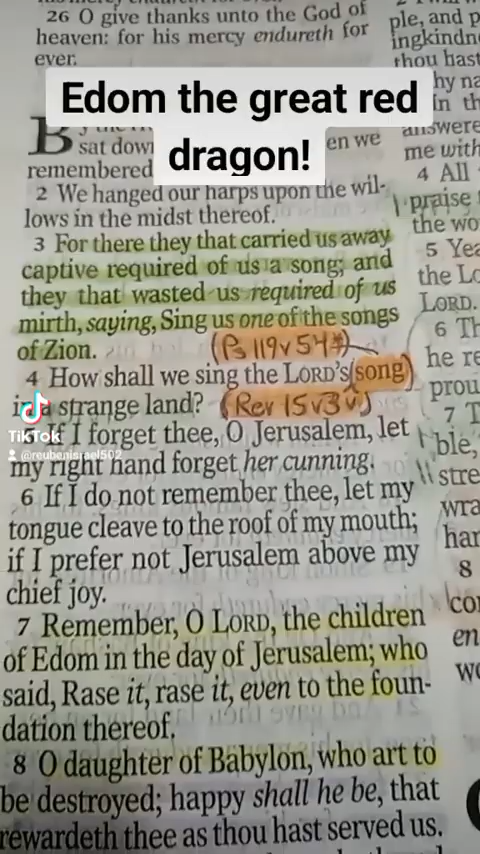 26 O give thanks unto the God of
heaven: for his mercy endureth for
ever.
Edom the great red
dragon!
B
sat down
en we
remembered
2 We hanged our harps upon the wil-
lows in the midst thereof.
3 For there they that carried us away
captive required of us a song; and
they that wasted us required of us
mirth, saying, Sing us one of the songs
of Zion.
(Ps 119v54*)
4 How shall we sing the LORD'S (song)
in a strange land? (Rev 15v3v)
If I forget thee, O Jerusalem, let
my right hand forget her cunning.
6 If I do not remember thee, let my
tongue cleave to the roof of my mouth;
if I prefer not Jerusalem above my
chief joy.
7 Remember, O LORD, the children
of Edom in the day of Jerusalem; who
said, Rase it, rase it, even to the foun-
dation thereof.
8 O daughter of Babylon, who art to
be destroyed; happy shall he be, that
rewardeth thee as thou hast served us.
TikTok
@reubenisrael502
ple, and p
ingkindn
thou hast
hy na
in th
answere
me with
4 All
praise
the wo
5 Yea
the Lo
LORD.
6 Th
he re
prou
7 T
ble,
stre
wra
har
8
con
en
wo